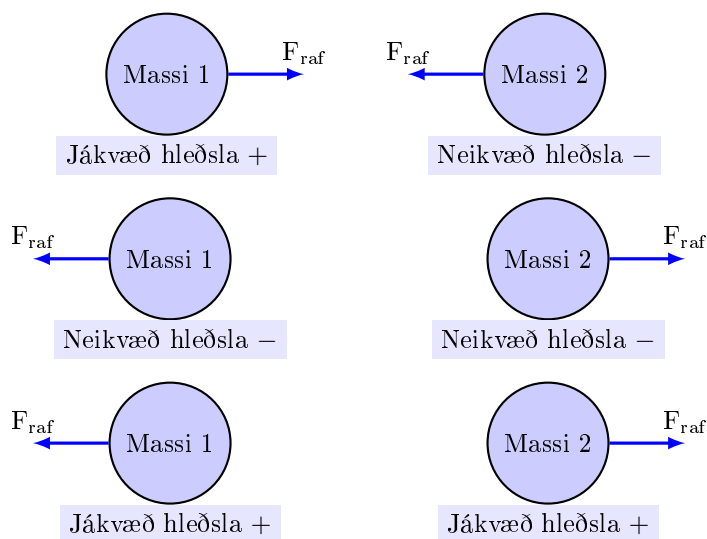 F_raf F_raf
Massi 1 Massi 2
Jákvæð hleðsla + Neikvæð hleðsla −
F_raf F_raf
Massi 1 Massi 2
Neikvæð hleðsla − Neikvæð hleðsla −
F_raf F_raf
Massi 1 Massi 2
Jákvæð hleðsla + Jákvæð hleðsla +